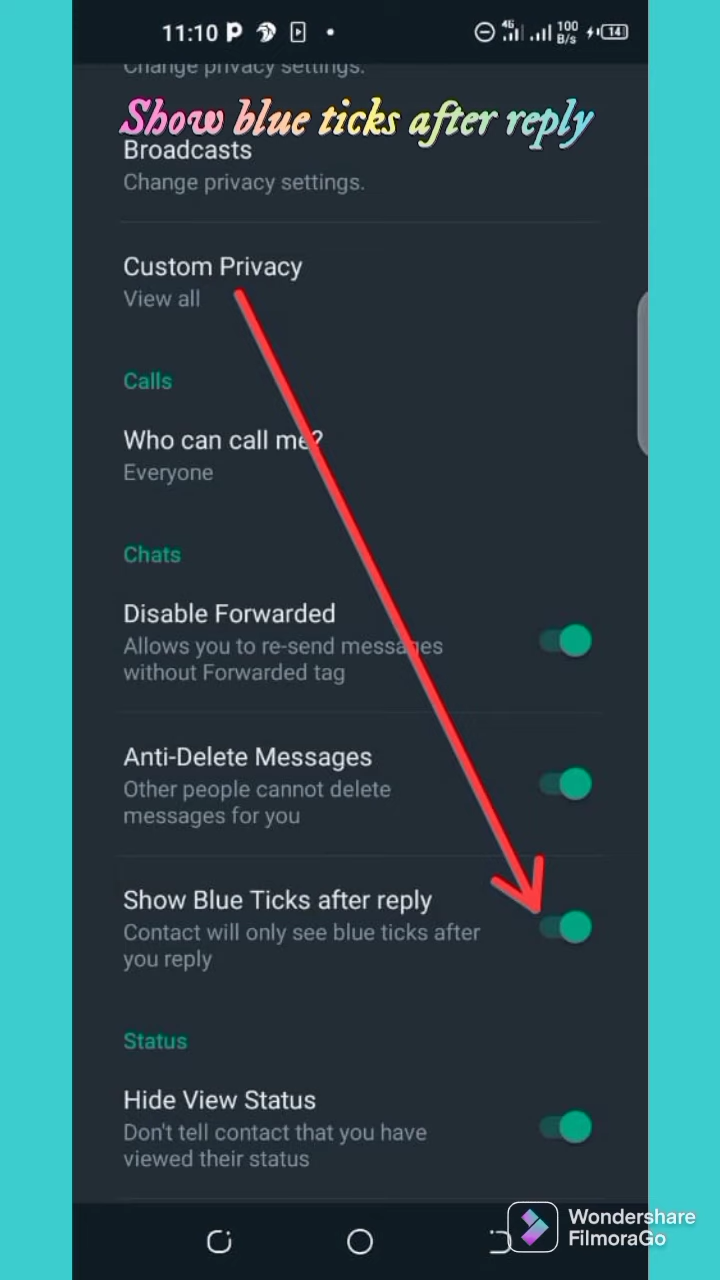 11:10
4G
100
B/s
14
Change privacy settings.
Show blue ticks after reply
Broadcasts
Change privacy settings.
Custom Privacy
View all
Calls
Who can call me?
Everyone
Chats
Disable Forwarded
Allows you to re-send messages
without Forwarded tag
Anti-Delete Messages
Other people cannot delete
messages for you
Show Blue Ticks after reply
Contact will only see blue ticks after
you reply
Status
Hide View Status
Don't tell contact that you have
viewed their status
Wondershare
FilmoraGo